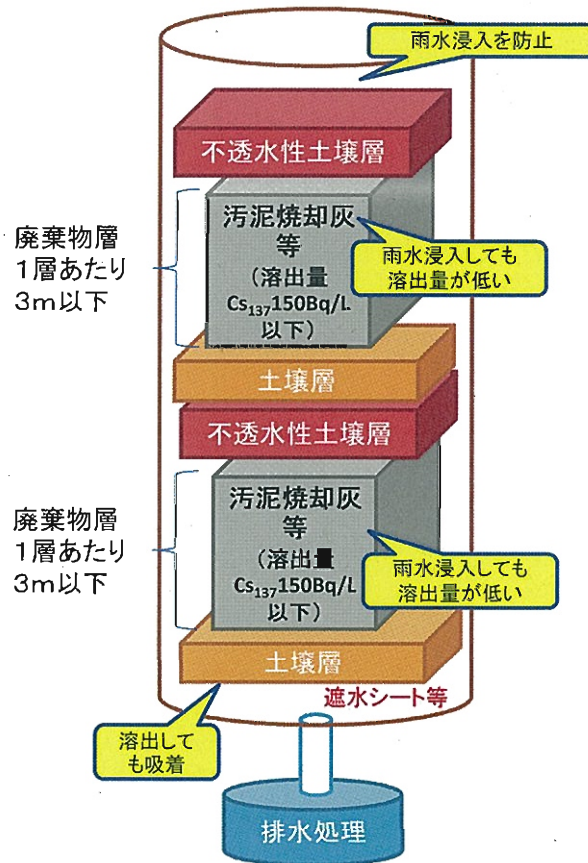 雨水浸入を防止
不透水性土壌層
廃棄物層
1層あたり
3m以下
汚泥焼却灰
等
（溶出量
Cs137150Bq/L
以下）
雨水浸入しても
溶出量が低い
土壌層
不透水性土壌層
廃棄物層
1層あたり
3m以下
汚泥焼却灰
等
（溶出量
Cs137150Bq/L
以下）
雨水浸入しても
溶出量が低い
土壌層
遮水シート等
溶出して
も吸着
排水処理